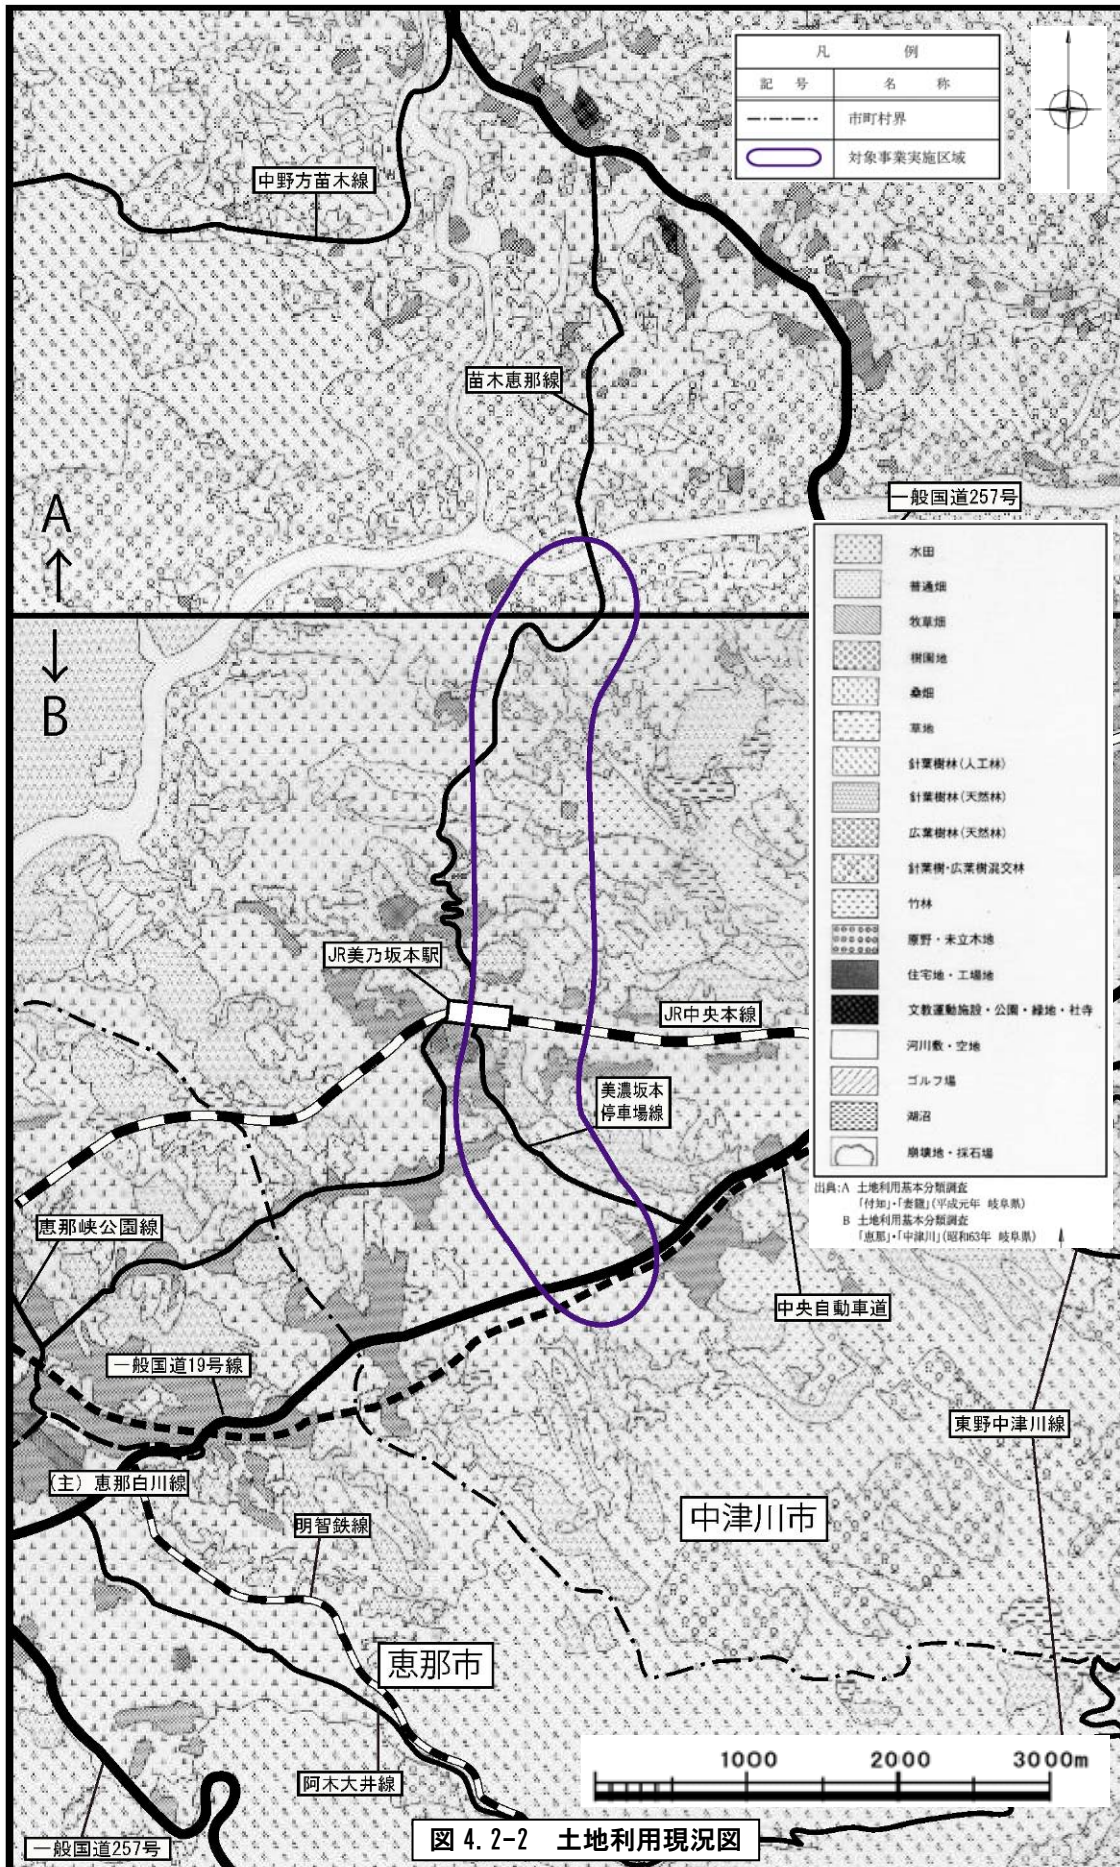 凡　例
記　号　名　称
市町村界
対象事業実施区域
中野方苗木線
苗木恵那線
一般国道257号
A
B
水田
普通畑
牧草畑
樹園地
桑畑
草地
針葉樹林(人工林)
針葉樹林(天然林)
広葉樹林(天然林)
針葉樹・広葉樹混交林
竹林
原野・未立木地
住宅地・工場地
文教運動施設・公園・緑地・社寺
河川敷・空地
ゴルフ場
湖沼
崩壊地・採石場
出典:A　土地利用基本分類調査
「付知」・「妻籠」(平成元年　岐阜県)
B　土地利用基本分類調査
「恵那」・「中津川」(昭和63年　岐阜県)
JR美乃坂本駅
JR中央本線
美濃坂本
停車場線
恵那峡公園線
中央自動車道
一般国道19号線
東野中津川線
(主) 恵那白川線
中津川市
明智鉄線
恵那市
阿木大井線
一般国道257号
1000　2000　3000m
図 4.2-2　土地利用現況図